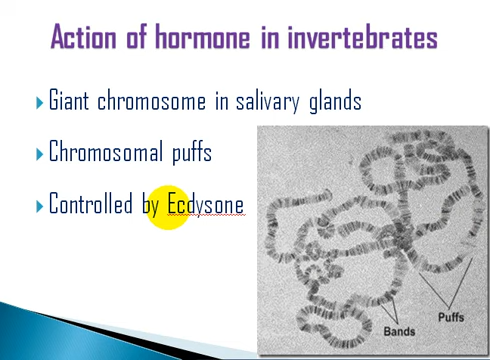 Action of hormone in invertebrates
Giant chromosome in salivary glands
Chromosomal puffs
Controlled by Ecdysone
Puffs
Bands